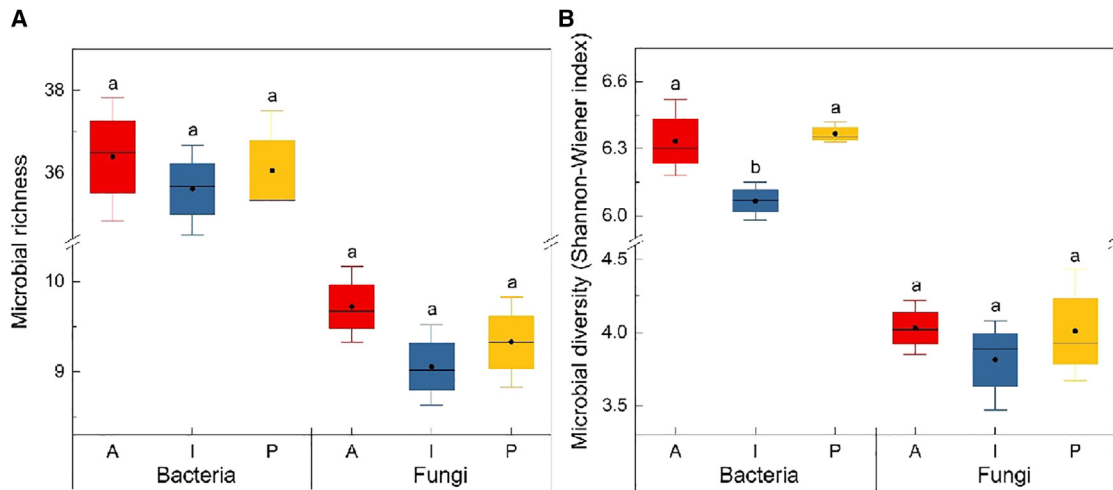 A
Microbial richness
38
36
10
9
a
a
a
a
a
a
A I P A I P
Bacteria Fungi
B
Microbial diversity (Shannon-Wiener index)
6.6
6.3
6.0
4.5
4.0
3.5
a
b
a
a
a
a
A I P A I P
Bacteria Fungi